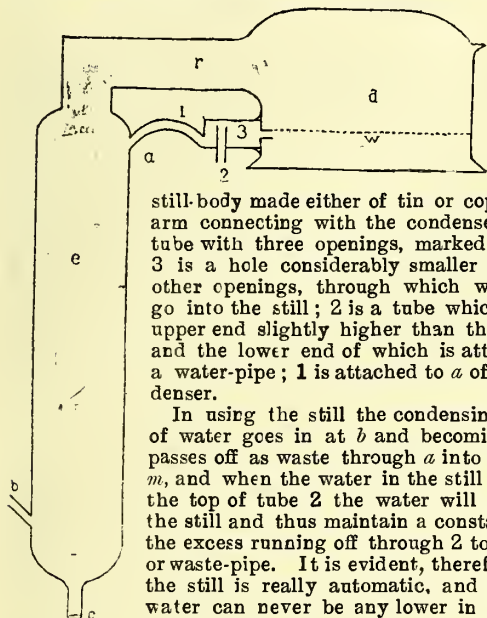 r
d
1
3
w
a
2
e
still-body made either of tin or cop
arm connecting with the condense
tube with three openings, marked
3 is a hole considerably smaller
other openings, through which w
go into the still ; 2 is a tube whic
upper end slightly higher than th
and the lower end of which is att
a water-pipe ; 1 is attached to a of
denser.
In using the still the condensin
of water goes in at b and becomi
passes off as waste through a into
m, and when the water in the still
the top of tube 2 the water will
the still and thus maintain a consta
the excess running off through 2 to
or waste-pipe. It is evident, theref
the still is really automatic, and
water can never be any lower in
b
c